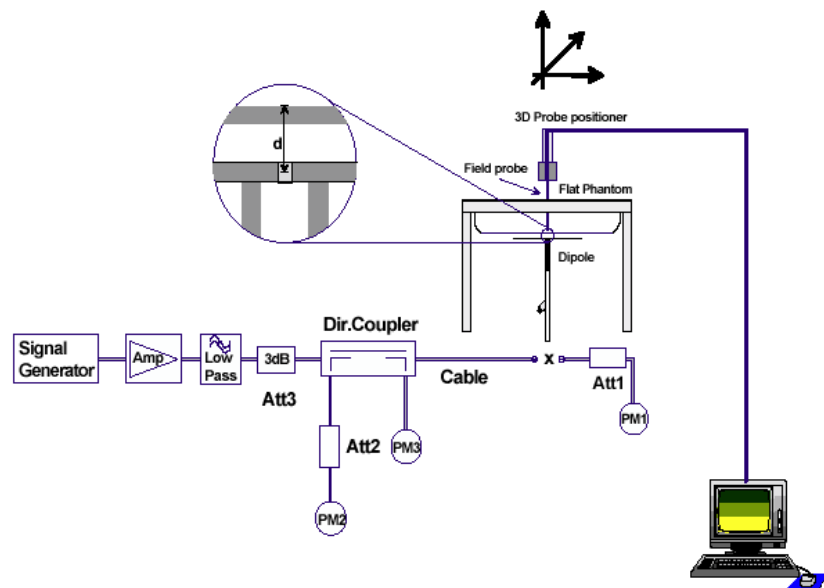 3D Probe positioner
d
Field probe
Flat Phantom
Dipole
Signal
Generator
Amp
Low
Pass
3dB
Att3
Dir.Coupler
Cable
x
Att1
PM1
Att2
PM3
PM2